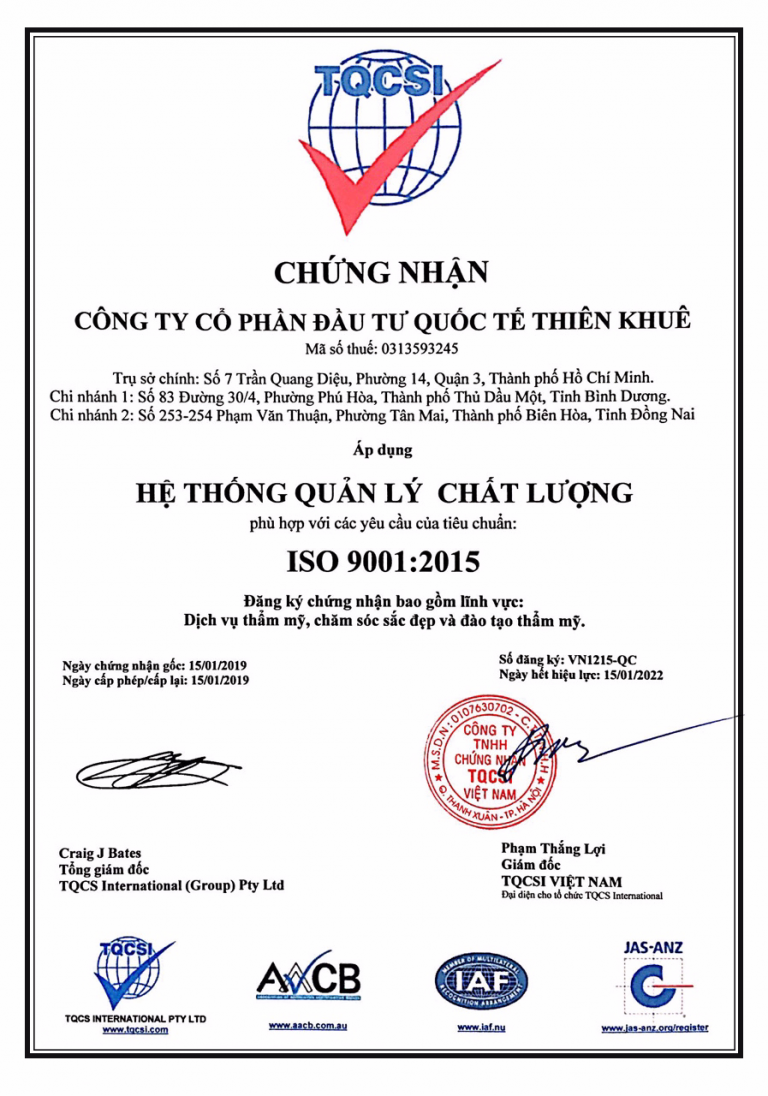 TQCSI
CHỨNG NHẬN
CÔNG TY CỔ PHẦN ĐẦU TƯ QUỐC TẾ THIÊN KHUÊ
Mã số thuế: 0313593245
Trụ sở chính: Số 7 Trần Quang Diệu, Phường 14, Quận 3, Thành phố Hồ Chí Minh.
Chi nhánh 1: Số 83 Đường 30/4, Phường Phú Hòa, Thành phố Thủ Dầu Một, Tỉnh Bình Dương.
Chi nhánh 2: Số 253-254 Phạm Văn Thuận, Phường Tân Mai, Thành phố Biên Hòa, Tỉnh Đồng Nai
Áp dụng
HỆ THỐNG QUẢN LÝ CHẤT LƯỢNG
phù hợp với các yêu cầu của tiêu chuẩn:
ISO 9001:2015
Đăng ký chứng nhận bao gồm lĩnh vực:
Dịch vụ thẩm mỹ, chăm sóc sắc đẹp và đào tạo thẩm mỹ.
Ngày chứng nhận gốc: 15/01/2019
Ngày cấp phép/cấp lại: 15/01/2019
Số đăng ký: VN1215-QC
Ngày hết hiệu lực: 15/01/2022
M.S.D.N: 0107630702 - C.T.
CÔNG TY
TNHH
CHỨNG NHẬN
TQCSI
VIỆT NAM
Q. THANH XUÂN - TP. HÀ NỘI
Craig J Bates
Tổng giám đốc
TQCS International (Group) Pty Ltd
Phạm Thắng Lợi
Giám đốc
TQCSI VIỆT NAM
Đại diện cho tổ chức TQCS International
TQCSI
TQCS INTERNATIONAL PTY LTD
www.tqcsi.com
AACB
www.aacb.com.au
MEMBER OF MULTILATERAL
IAF
RECOGNITION ARRANGEMENT
www.iaf.nu
JAS-ANZ
www.jas-anz.org/register